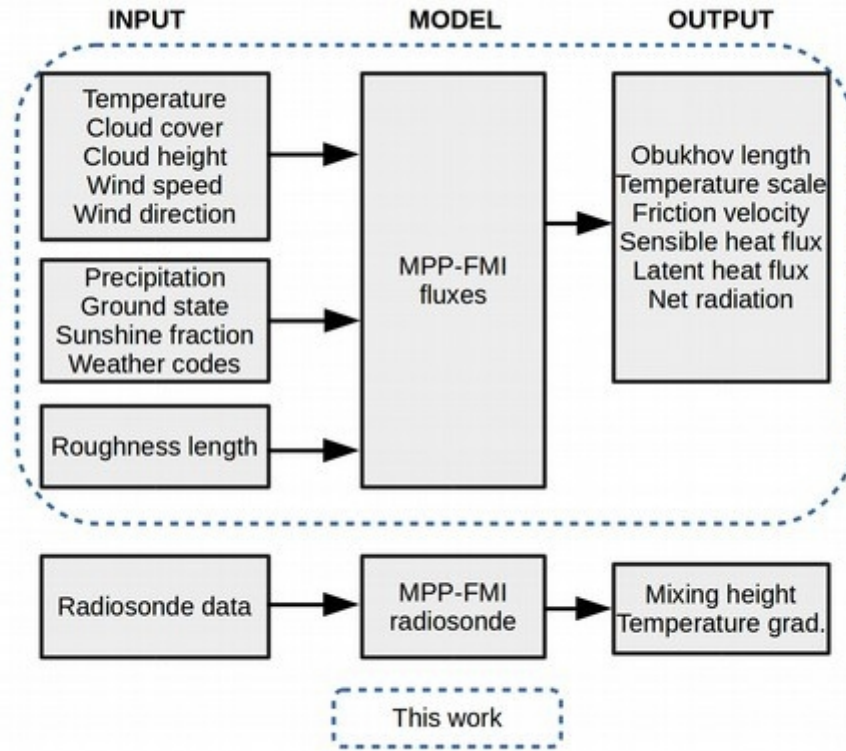 INPUT
MODEL
OUTPUT
Temperature
Cloud cover
Cloud height
Wind speed
Wind direction
Precipitation
Ground state
Sunshine fraction
Weather codes
Roughness length
MPP-FMI
fluxes
Obukhov length
Temperature scale
Friction velocity
Sensible heat flux
Latent heat flux
Net radiation
Radiosonde data
MPP-FMI
radiosonde
Mixing height
Temperature grad.
This work